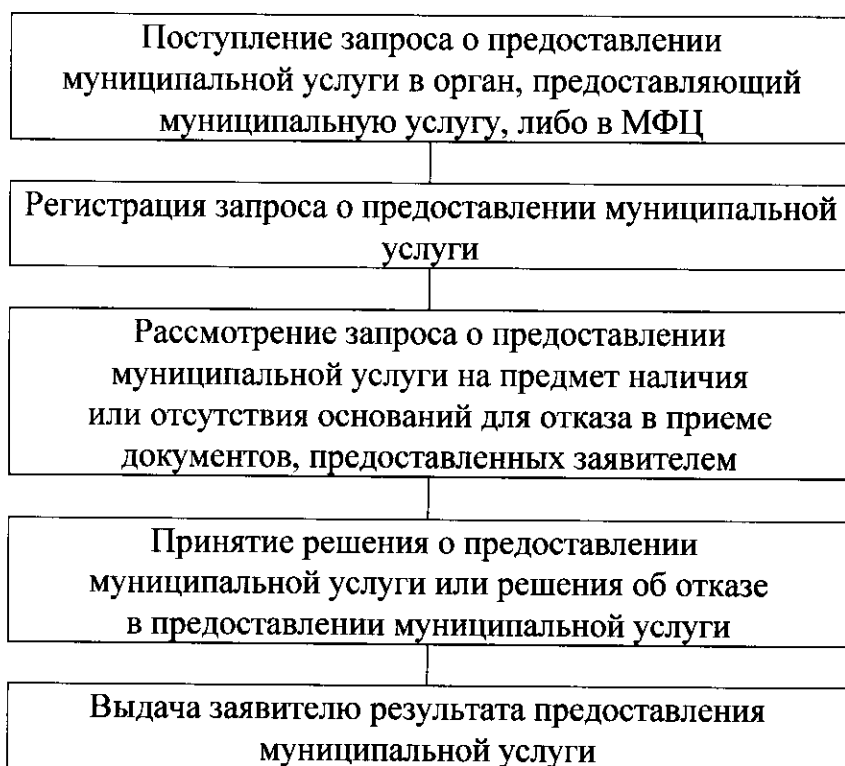 Поступление запроса о предоставлении
муниципальной услуги в орган, предоставляющий
муниципальную услугу, либо в МФЦ
Регистрация запроса о предоставлении муниципальной
услуги
Рассмотрение запроса о предоставлении
муниципальной услуги на предмет наличия
или отсутствия оснований для отказа в приеме
документов, предоставленных заявителем
Принятие решения о предоставлении
муниципальной услуги или решения об отказе
в предоставлении муниципальной услуги
Выдача заявителю результата предоставления
муниципальной услуги